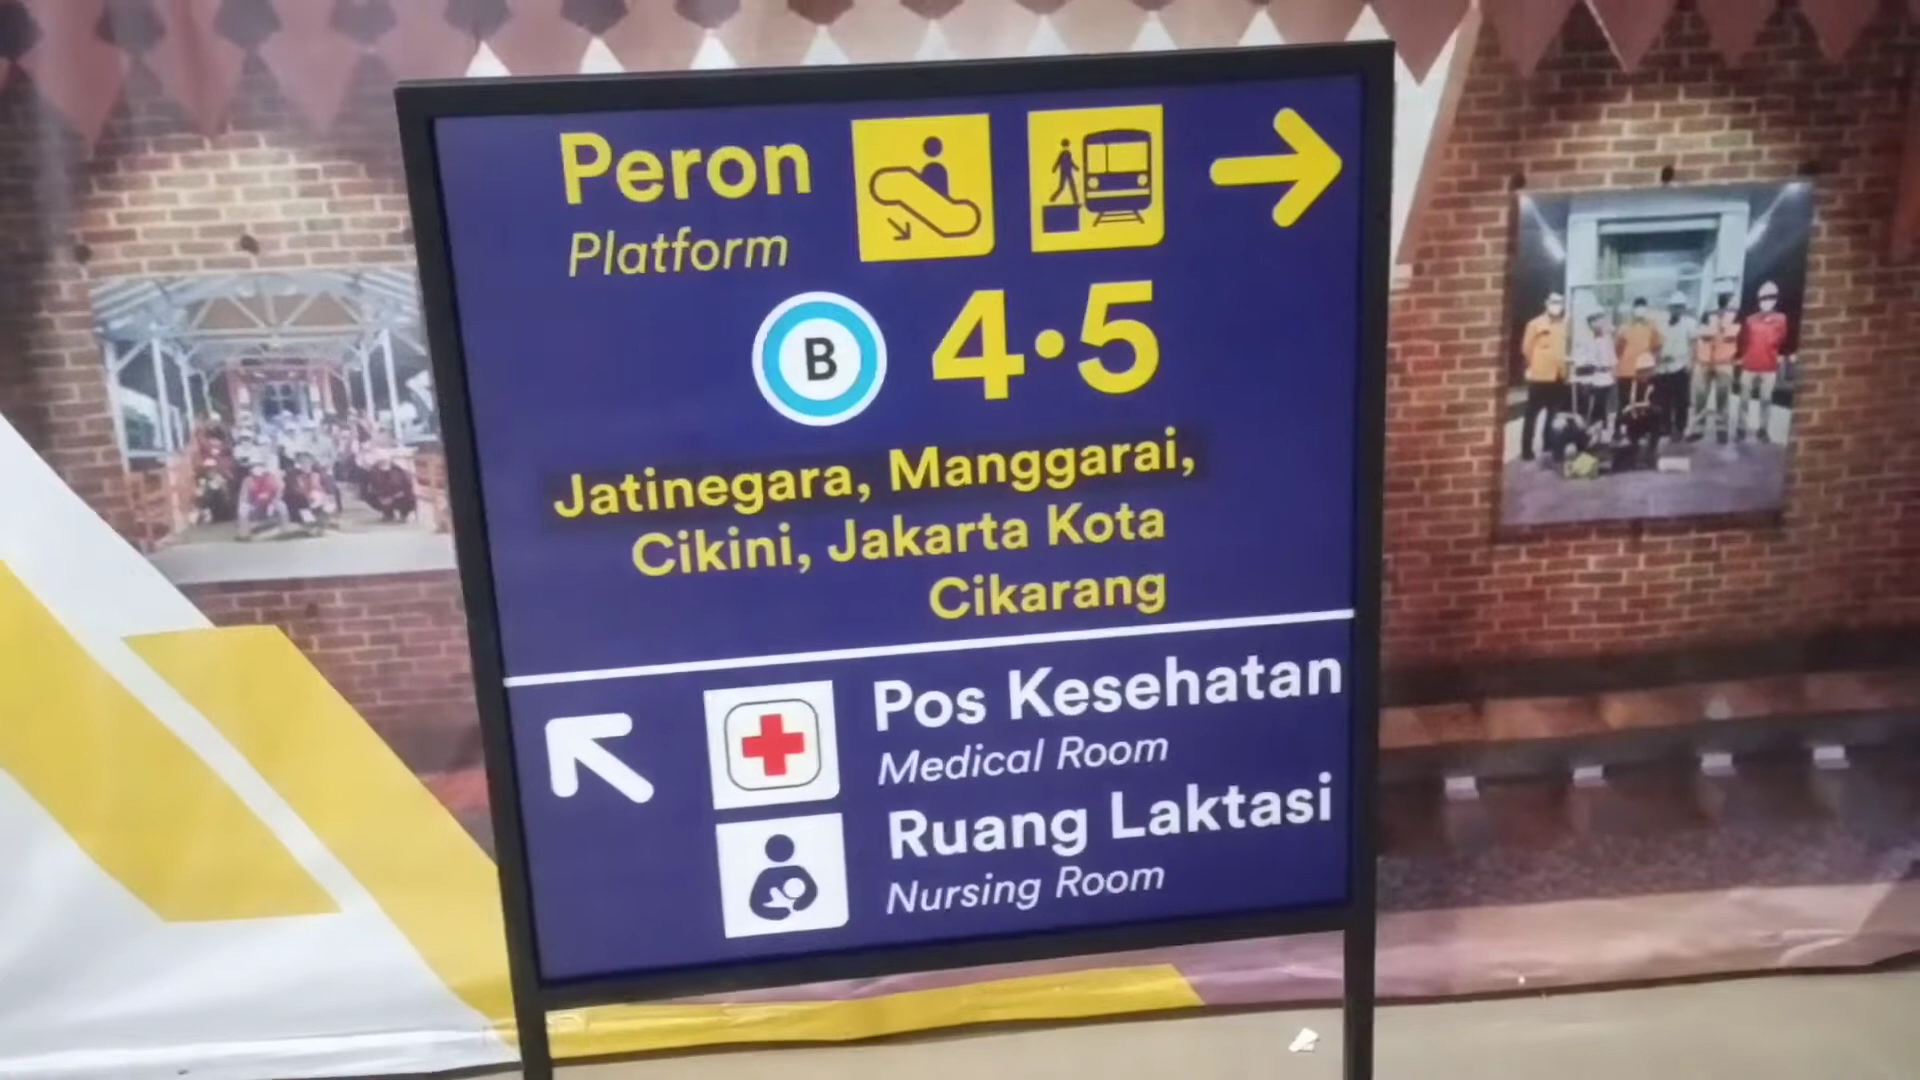 Peron
Platform
B 4•5
Jatinegara, Manggarai,
Cikini, Jakarta Kota
Cikarang
Pos Kesehatan
Medical Room
Ruang Laktasi
Nursing Room